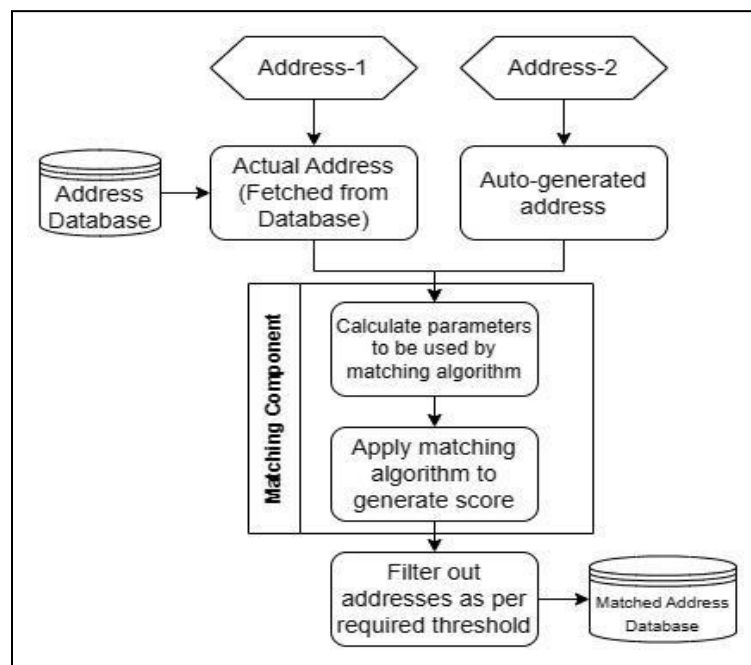 Address-1
Address-2
Address
Database
Actual Address
(Fetched from
Database)
Auto-generated
address
Matching Component
Calculate parameters
to be used by
matching algorithm
Apply matching
algorithm to
generate score
Filter out
addresses as per
required threshold
Matched Address
Database